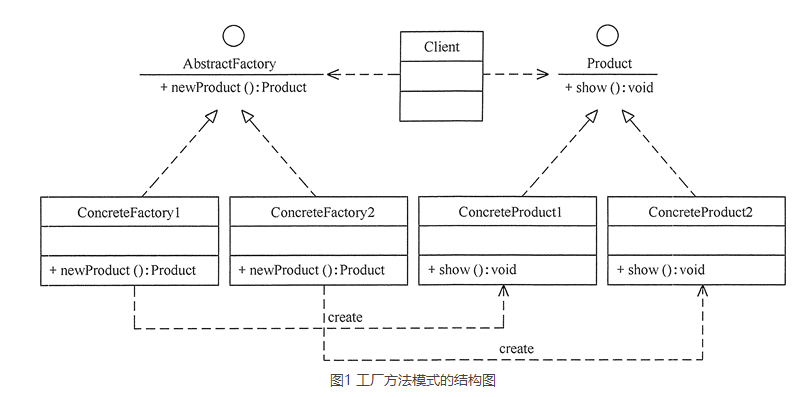 Client
AbstractFactory
Product
+ newProduct ():Product
+ show ():void
ConcreteFactory1
ConcreteFactory2
ConcreteProduct1
ConcreteProduct2
+ newProduct ():Product
+ newProduct ():Product
+ show ():void
+ show ():void
create
create
图1 工厂方法模式的结构图